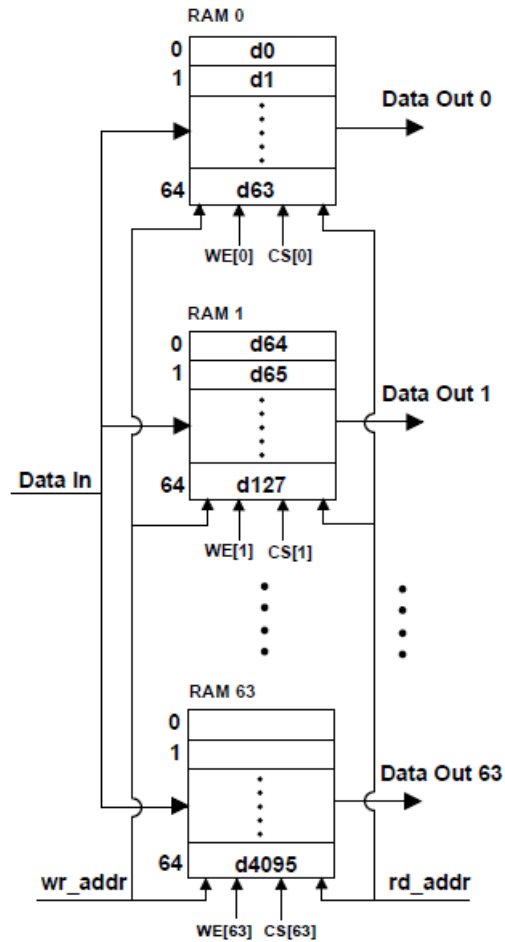 RAM 0
0 d0
1 d1
Data Out 0
64 d63
WE[0] CS[0]
RAM 1
0 d64
1 d65
Data Out 1
Data In
64 d127
WE[1] CS[1]
RAM 63
0
1
Data Out 63
64 d4095
wr_addr rd_addr
WE[63] CS[63]